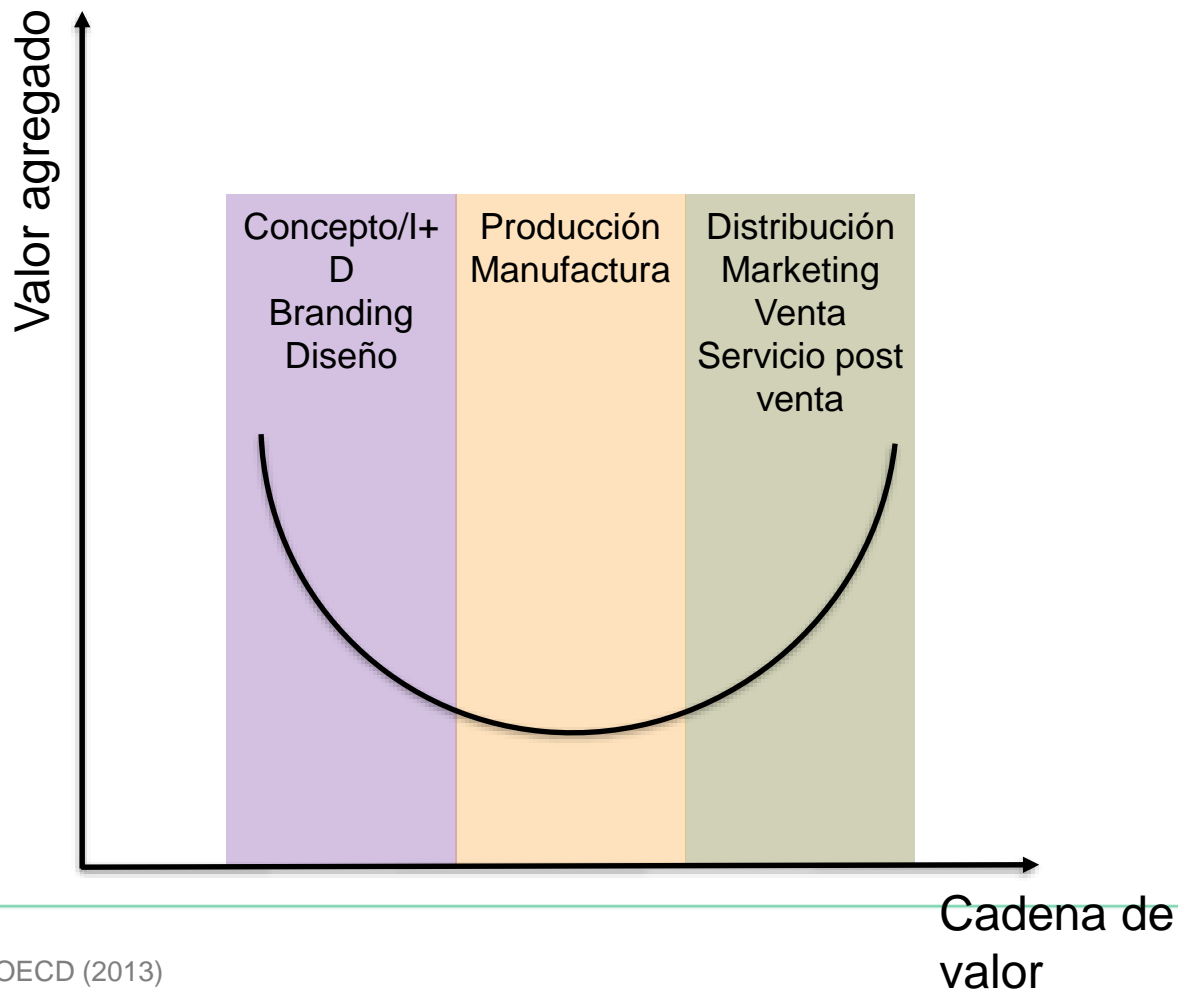 Valor agregado
Concepto/I+
D
Branding
Diseño
Producción
Manufactura
Distribución
Marketing
Venta
Servicio post
venta
Cadena de
valor
OECD (2013)